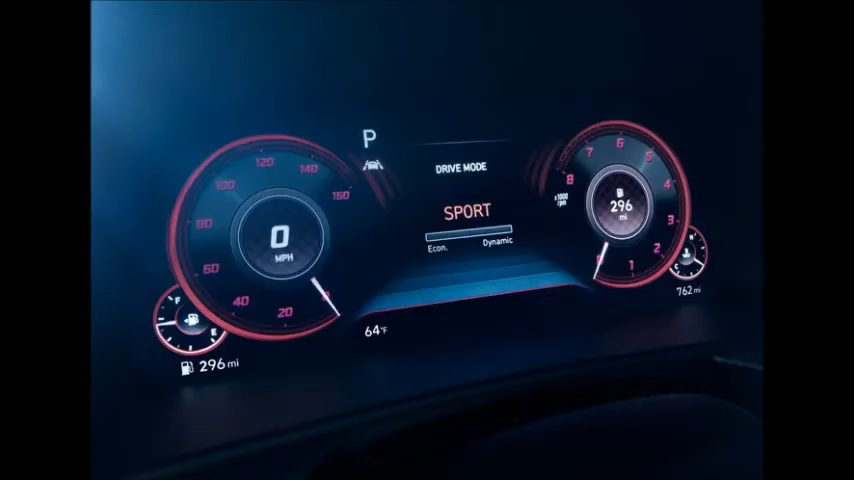 P
DRIVE MODE
SPORT
Econ.
Dynamic
0
MPH
20
40
60
80
100
120
140
160
F
E
296 mi
64°F
296
mi
x1000
rpm
1
2
3
4
5
6
7
8
H
C
762 mi